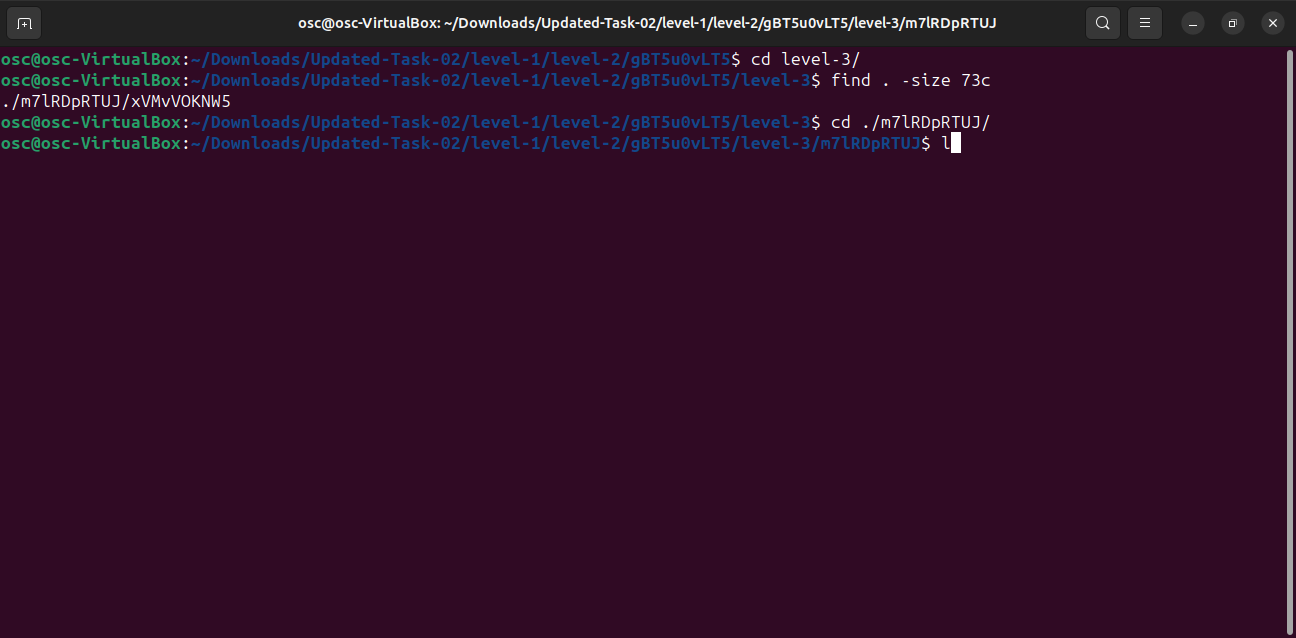 osc@osc-VirtualBox: ~/Downloads/Updated-Task-02/level-1/level-2/gBT5u0vLT5/level-3/m7lRDpRTUJ
osc@osc-VirtualBox:~/Downloads/Updated-Task-02/level-1/level-2/gBT5u0vLT5$ cd level-3/
osc@osc-VirtualBox:~/Downloads/Updated-Task-02/level-1/level-2/gBT5u0vLT5/level-3$ find . -size 73c
./m7lRDpRTUJ/xVMvVOKNW5
osc@osc-VirtualBox:~/Downloads/Updated-Task-02/level-1/level-2/gBT5u0vLT5/level-3$ cd ./m7lRDpRTUJ/
osc@osc-VirtualBox:~/Downloads/Updated-Task-02/level-1/level-2/gBT5u0vLT5/level-3/m7lRDpRTUJ$ l